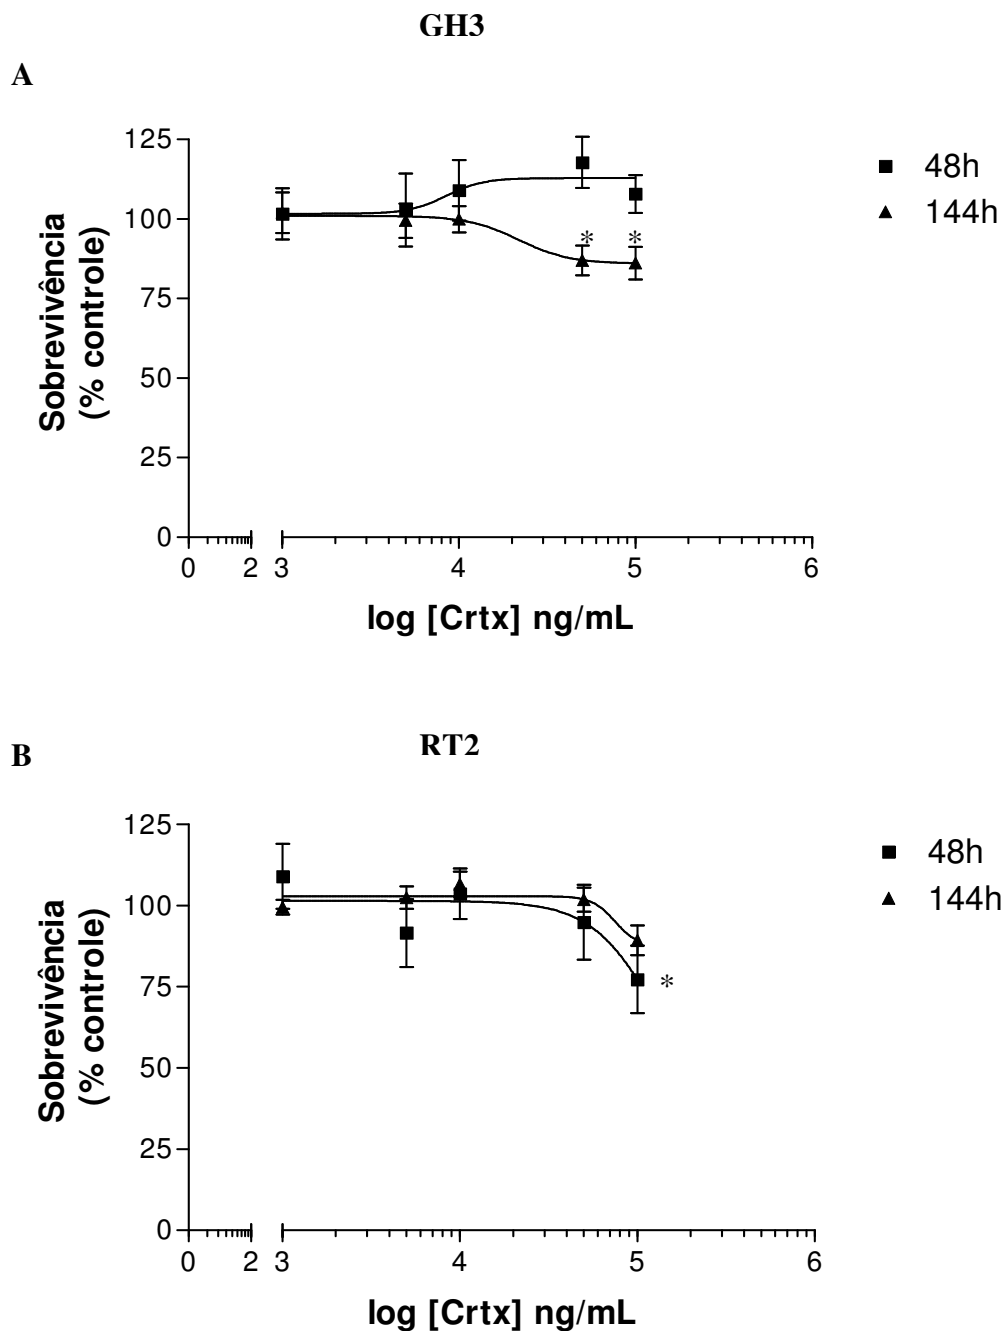 GH3
A
125
100
75
50
25
0
Sobrevivência
(% controle)
* *
0 2 3 4 5 6
log [Crtx] ng/mL
48h
144h
RT2
B
125
100
75
50
25
0
Sobrevivência
(% controle)
*
0 2 3 4 5 6
log [Crtx] ng/mL
48h
144h